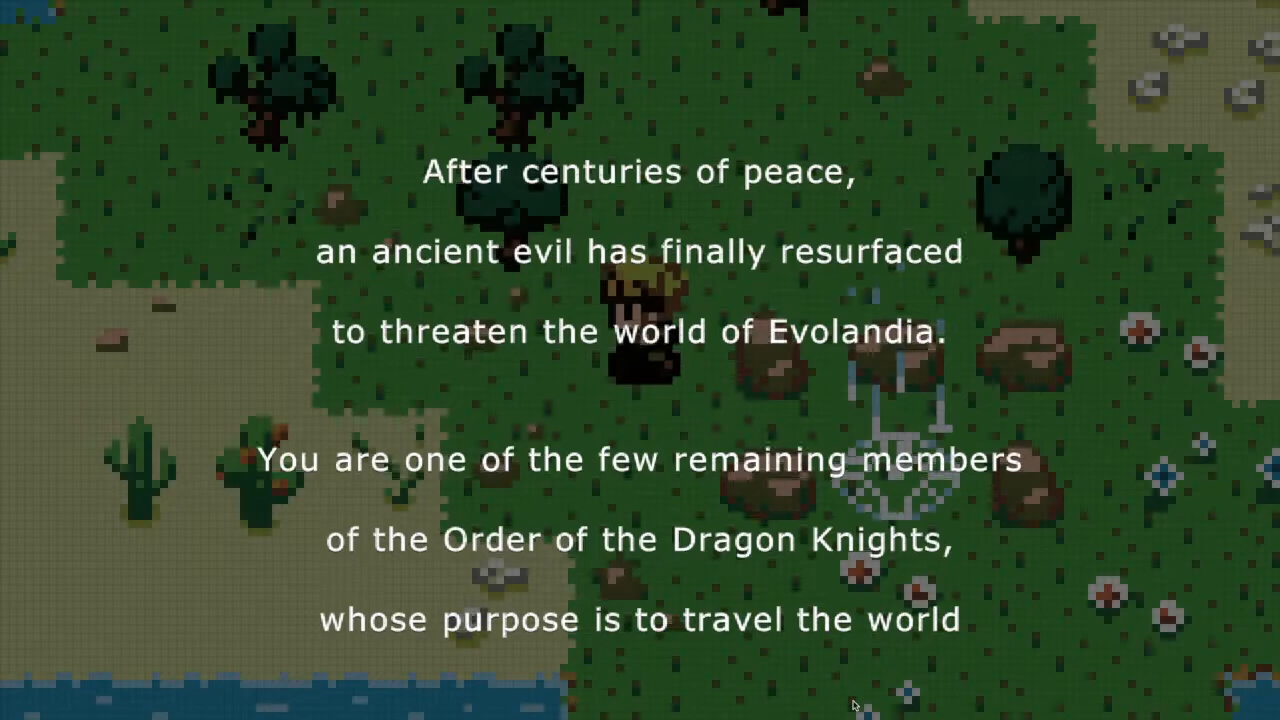 After centuries of peace,
an ancient evil has finally resurfaced
to threaten the world of Evolandia.
You are one of the few remaining members
of the Order of the Dragon Knights,
whose purpose is to travel the world